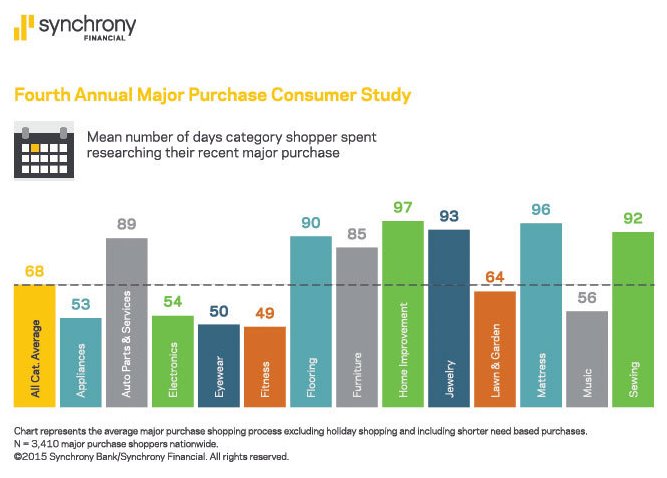 synchrony
FINANCIAL
Fourth Annual Major Purchase Consumer Study
Mean number of days category shopper spent
researching their recent major purchase
68
53
89
54
50
49
90
85
97
93
64
96
56
92
All Cat. Average
Appliances
Auto Parts & Services
Electronics
Eyewear
Fitness
Flooring
Furniture
Home Improvement
Jewelry
Lawn & Garden
Mattress
Music
Sewing
Chart represents the average major purchase shopping process excluding holiday shopping and including shorter need based purchases.
N = 3,410 major purchase shoppers nationwide.
©2015 Synchrony Bank/Synchrony Financial. All rights reserved.